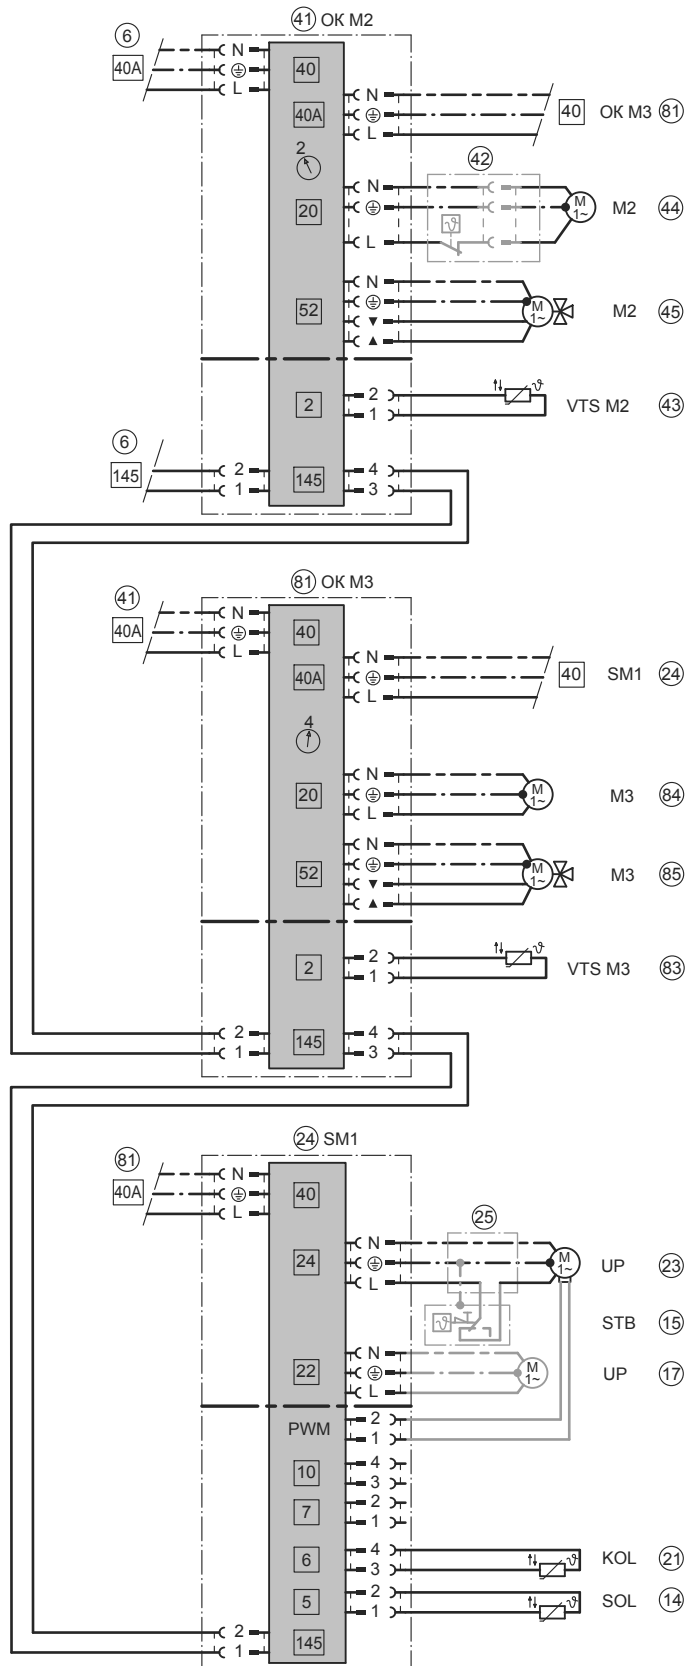 41 OK M2
6
N
40A
L
40
40A
N
L
40 OK M3 81
2
42
20
N
L
ϑ
M
1~
M2 44
52
N
▼
▲
M
1~
M2 45
2
2
1
ϑ
VTS M2 43
6
145
2
1
145
4
3
81 OK M3
41
N
40A
L
40
40A
N
L
40 SM1 24
4
20
N
L
M
1~
M3 84
52
N
▼
▲
M
1~
M3 85
2
2
1
ϑ
VTS M3 83
2
1
145
4
3
24 SM1
81
N
40A
L
40
25
24
N
L
M
1~
UP 23
ϑ
STB 15
22
N
L
M
1~
UP 17
PWM
2
1
10
4
3
7
2
1
6
4
3
ϑ
KOL 21
5
2
1
ϑ
SOL 14
2
1
145